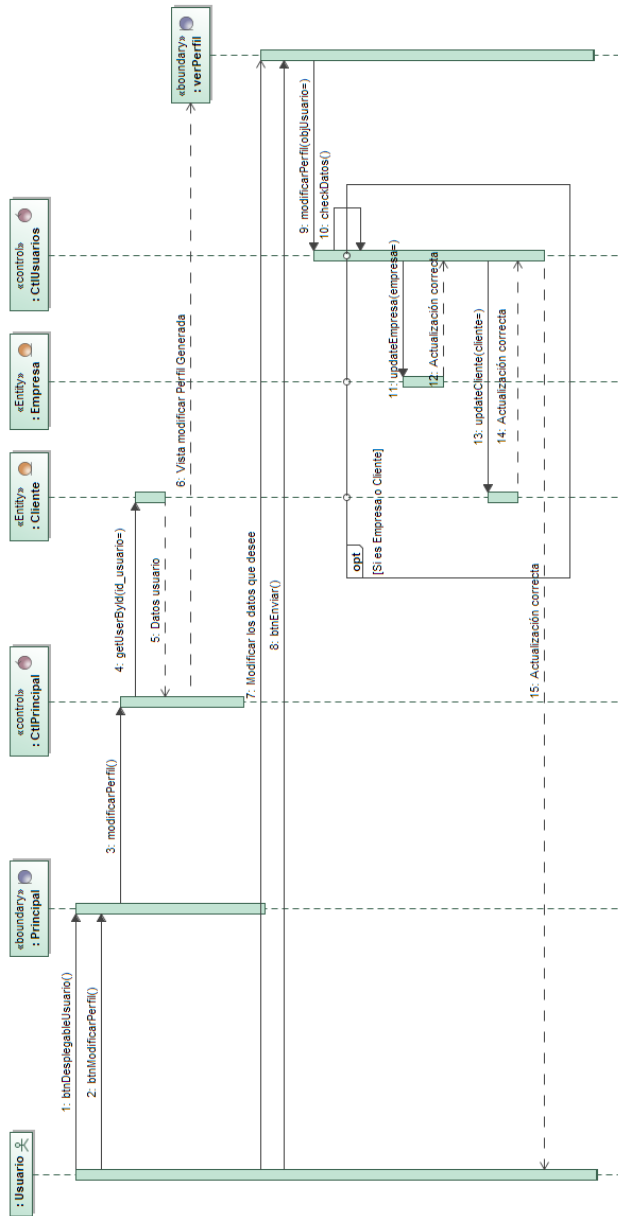 : Usuario
«boundary»
: Principal
«control»
: CtlPrincipal
«Entity»
: Cliente
«Entity»
: Empresa
«control»
: CtlUsuarios
«boundary»
: verPerfil
1: btnDesplegableUsuario()
2: btnModificarPerfil()
3: modificarPerfil()
4: getUserById(id_usuario=)
5: Datos usuario
6: Vista modificar Perfil Generada
7: Modificar los datos que desee
8: btnEnviar()
9: modificarPerfil(objUsuario=)
10: checkDatos()
opt
[Si es Empresa o Cliente]
11: updateEmpresa(empresa=)
12: Actualización correcta
13: updateCliente(cliente=)
14: Actualización correcta
15: Actualización correcta